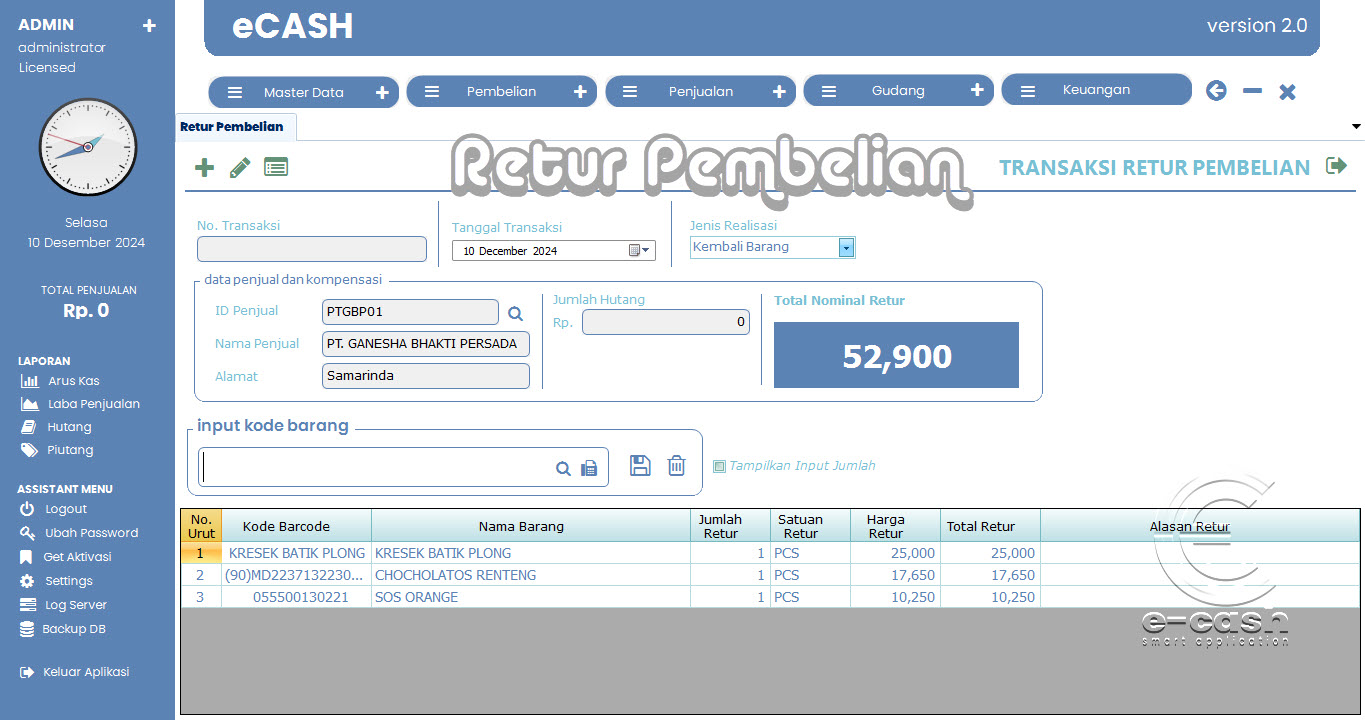 ADMIN +
administrator
Licensed
Selasa
10 Desember 2024
TOTAL PENJUALAN
Rp. 0
LAPORAN
Arus Kas
Laba Penjualan
Hutang
Piutang
ASSISTANT MENU
Logout
Ubah Password
Get Aktivasi
Settings
Log Server
Backup DB
Keluar Aplikasi
eCASH version 2.0
Master Data + Pembelian + Penjualan + Gudang + Keuangan
Retur Pembelian
Retur Pembelian
TRANSAKSI RETUR PEMBELIAN
No. Transaksi
Tanggal Transaksi
10 December 2024
Jenis Realisasi
Kembali Barang
data penjual dan kompensasi
ID Penjual PTGBP01
Nama Penjual PT. GANESHA BHAKTI PERSADA
Alamat Samarinda
Jumlah Hutang
Rp. 0
Total Nominal Retur
52,900
input kode barang
Tampilkan Input Jumlah
No. Urut Kode Barcode Nama Barang Jumlah Retur Satuan Retur Harga Retur Total Retur Alasan Retur
1 KRESEK BATIK PLONG KRESEK BATIK PLONG 1 PCS 25,000 25,000
2 (90)MD2237132230... CHOCHOLATOS RENTENG 1 PCS 17,650 17,650
3 055500130221 SOS ORANGE 1 PCS 10,250 10,250
e-cash
smart application